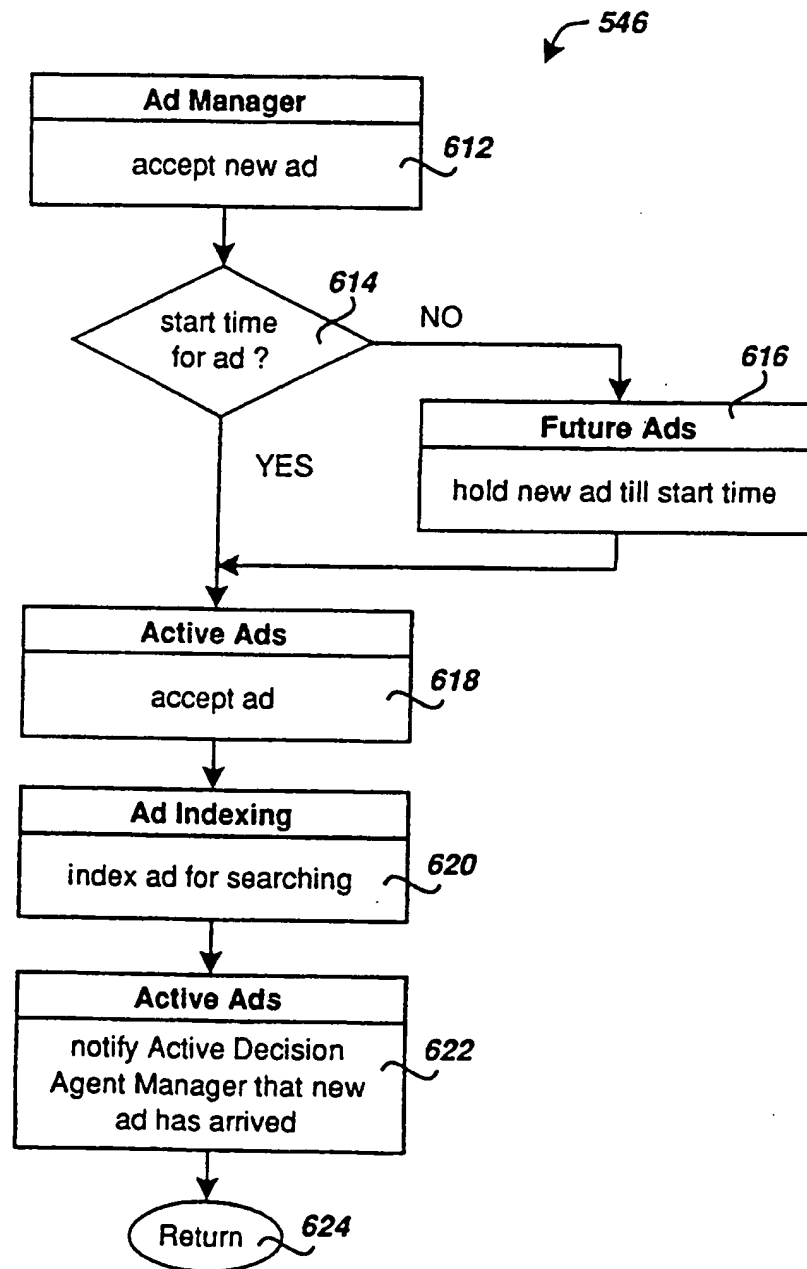 546
Ad Manager
accept new ad
612
start time
for ad ?
614
NO
YES
616
Future Ads
hold new ad till start time
Active Ads
accept ad
618
Ad Indexing
index ad for searching
620
Active Ads
notify Active Decision
Agent Manager that new
ad has arrived
622
Return
624